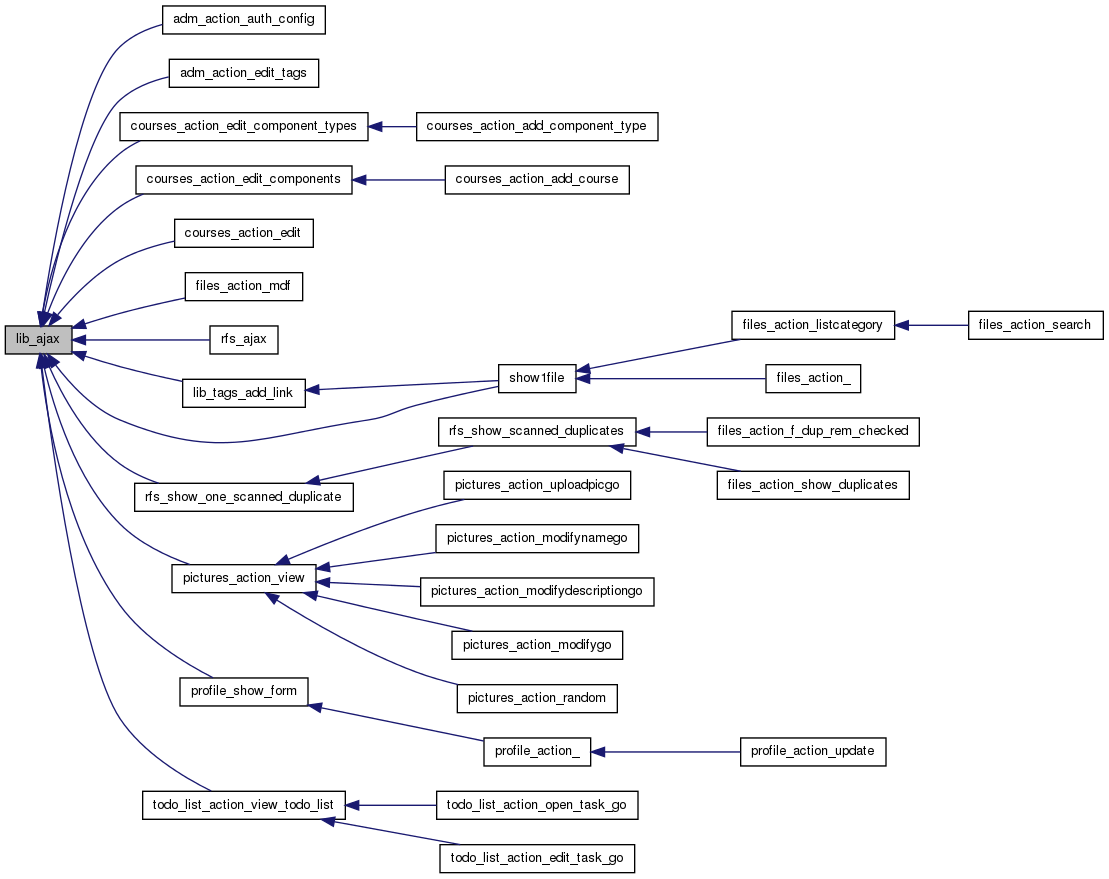 adm_action_auth_config
adm_action_edit_tags
courses_action_edit_component_types
courses_action_add_component_type
courses_action_edit_components
courses_action_add_course
courses_action_edit
files_action_mdf
files_action_listcategory
files_action_search
lib_ajax
rfs_ajax
lib_tags_add_link
show1file
files_action_
rfs_show_scanned_duplicates
files_action_f_dup_rem_checked
rfs_show_one_scanned_duplicate
pictures_action_uploadpicgo
files_action_show_duplicates
pictures_action_modifynamego
pictures_action_view
pictures_action_modifydescriptiongo
pictures_action_modifygo
profile_show_form
pictures_action_random
profile_action_
profile_action_update
todo_list_action_view_todo_list
todo_list_action_open_task_go
todo_list_action_edit_task_go